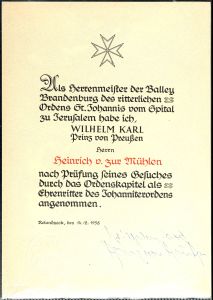 Als Herrenmeister der Balley
Brandenburg des ritterlichen
Ordens St. Johannis vom Spital
zu Jerusalem habe ich,
WILHELM KARL
Prinz von Preußen
Herrn
Heinrich v. zur Mühlen
nach Prüfung seines Gesuches
durch das Ordenskapitel als
Ehrenritter des Johanniterordens
angenommen.
den